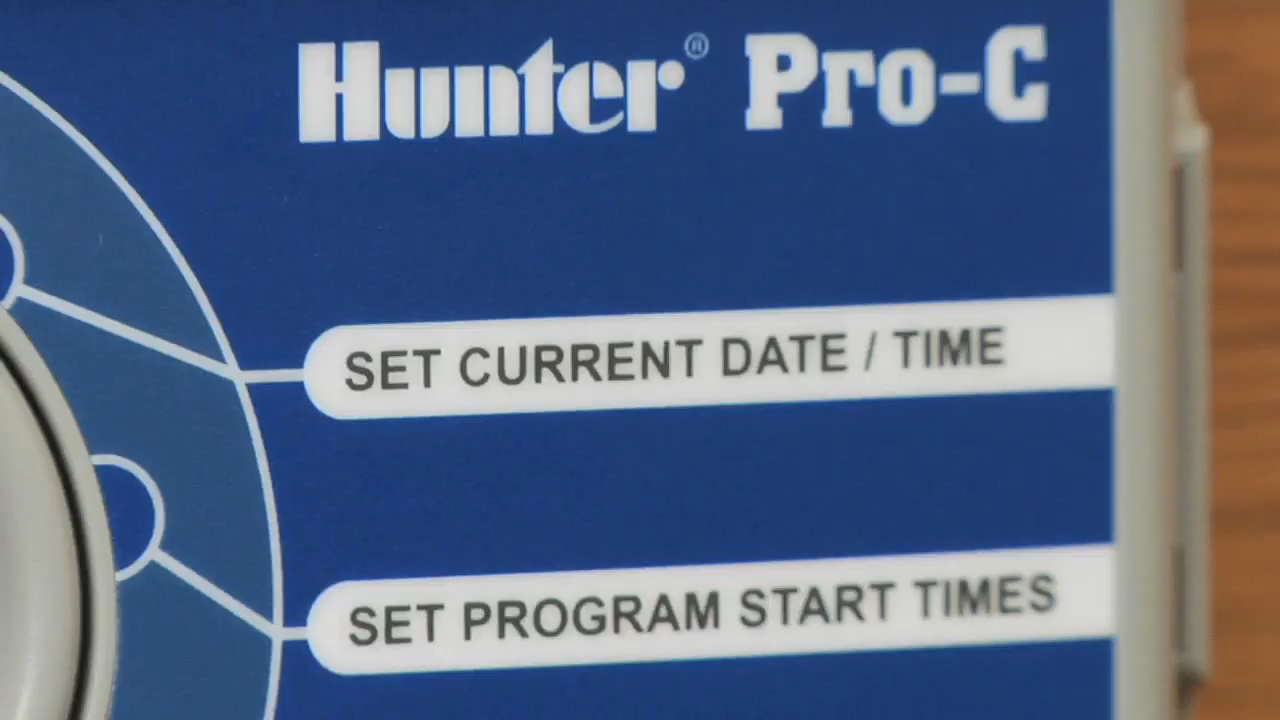 Hunter® Pro-C
SET CURRENT DATE / TIME
SET PROGRAM START TIMES